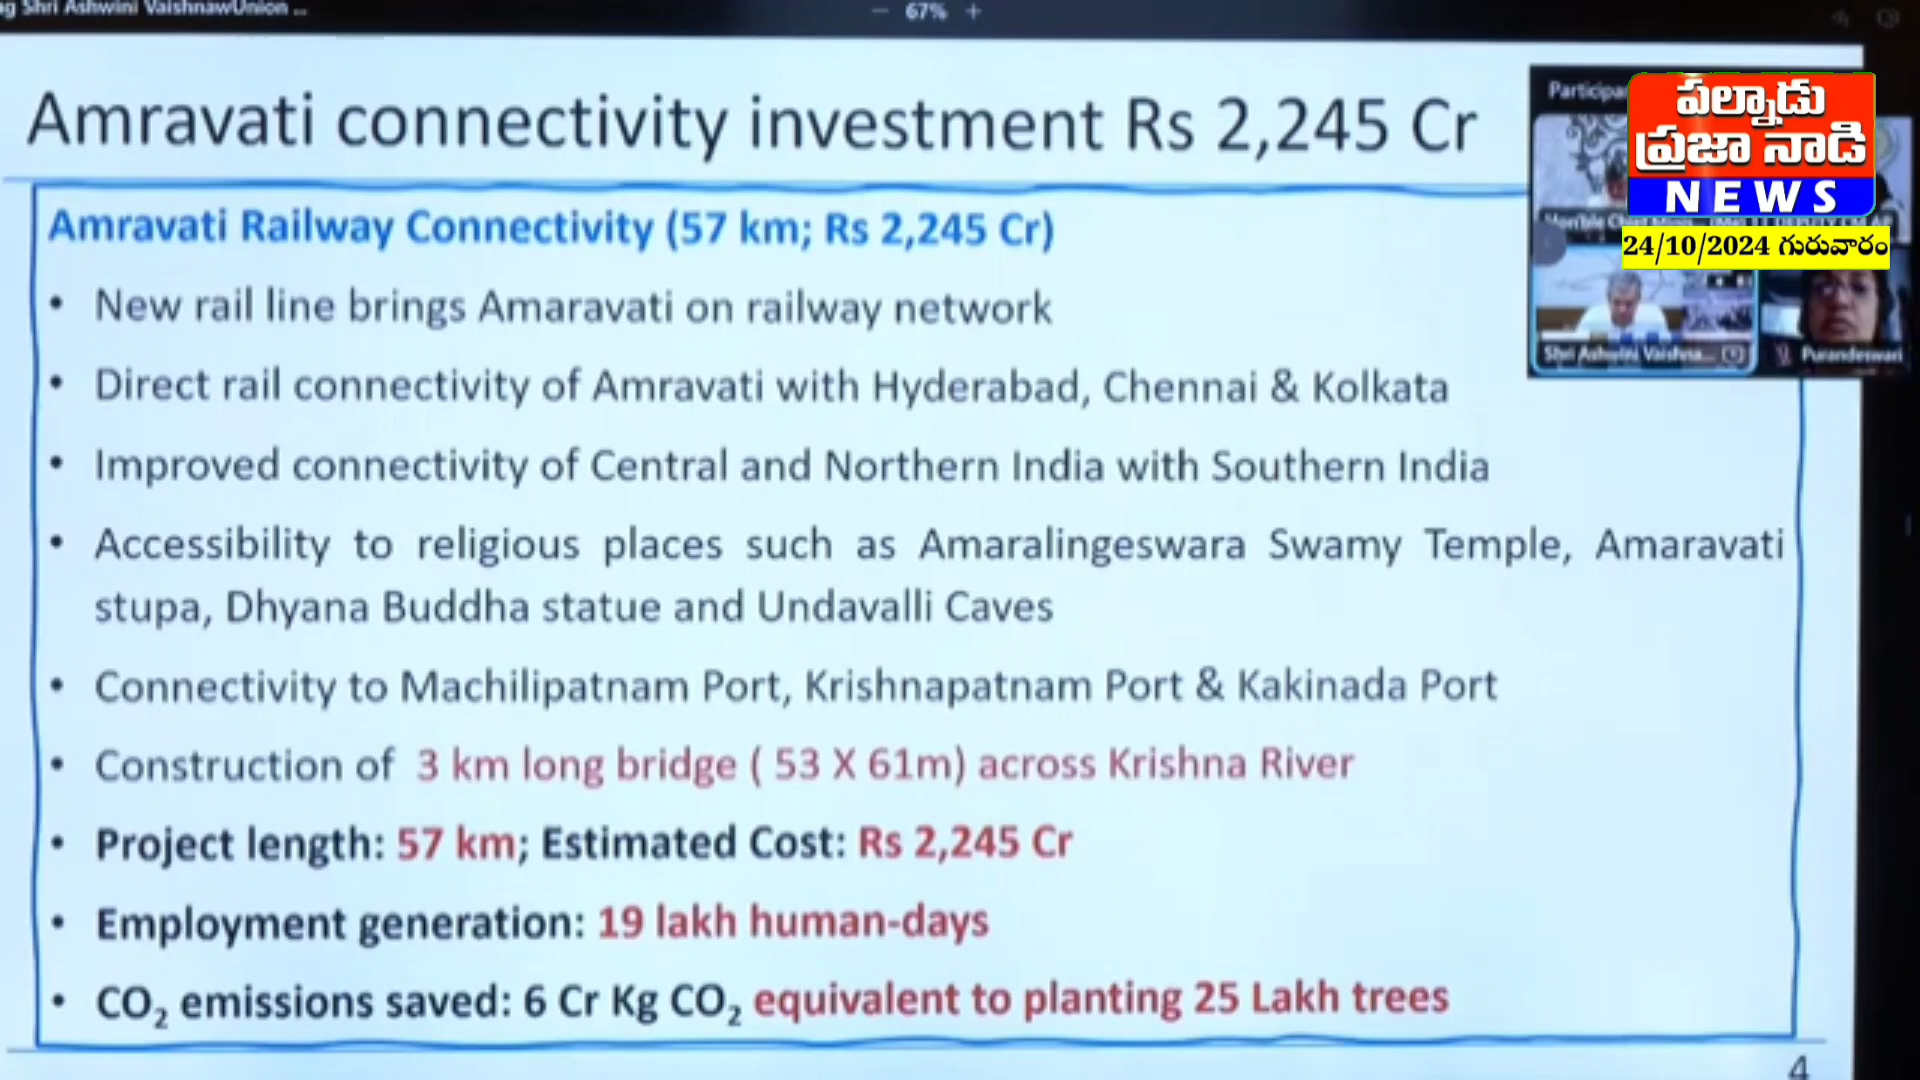 Shri Ashwini VaishnawUnion ...
− 67% +
Amravati connectivity investment Rs 2,245 Cr
Amravati Railway Connectivity (57 km; Rs 2,245 Cr)
• New rail line brings Amaravati on railway network
• Direct rail connectivity of Amravati with Hyderabad, Chennai & Kolkata
• Improved connectivity of Central and Northern India with Southern India
• Accessibility to religious places such as Amaralingeswara Swamy Temple, Amaravati
stupa, Dhyana Buddha statue and Undavalli Caves
• Connectivity to Machilipatnam Port, Krishnapatnam Port & Kakinada Port
• Construction of 3 km long bridge ( 53 X 61m) across Krishna River
• Project length: 57 km; Estimated Cost: Rs 2,245 Cr
• Employment generation: 19 lakh human-days
• CO₂ emissions saved: 6 Cr Kg CO₂ equivalent to planting 25 Lakh trees
4
పల్నాడు
ప్రజా నాడి
NEWS
24/10/2024 గురువారం
Shri Ashwini Vaishna...
Purandeswari